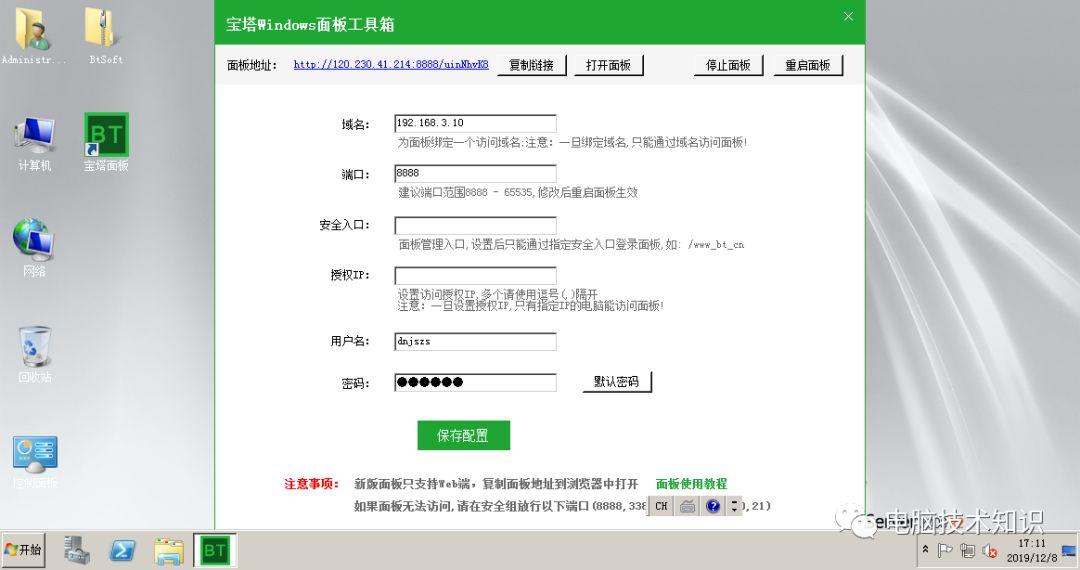 宝塔Windows面板工具箱
Administr...
BtSoft
面板地址: http://120.230.41.214:8888/uinNhvK8 复制链接 打开面板 停止面板 重启面板
域名: 192.168.3.10
为面板绑定一个访问域名;注意: 一旦绑定域名,只能通过域名访问面板!
BT
计算机
宝塔面板
端口: 8888
建议端口范围8888 - 65535,修改后重启面板生效
安全入口:
面板管理入口,设置后只能通过指定安全入口登录面板,如: /www_bt_cn
网络
授权IP:
设置访问授权IP,多个请使用逗号(,)隔开
注意: 一旦设置授权IP,只有指定IP的电脑能访问面板!
用户名: dnjszs
回收站
密码: ●●●●●● 默认密码
保存配置
控制面板
注意事项: 新版面板只支持Web端, 复制面板地址到浏览器中打开 面板使用教程
如果面板无法访问,请在安全组放行以下端口(8888,338
CH
,21)
电脑技术知识
开始
BT
17:11
2019/12/8